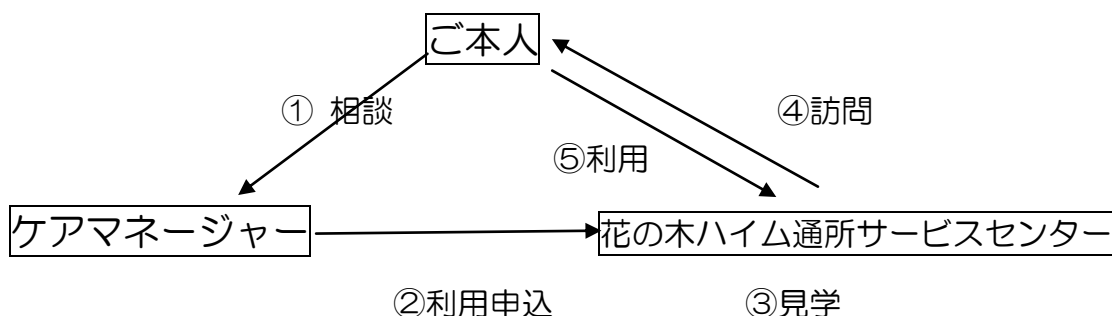 ご本人
① 相談
④訪問
⑤利用
ケアマネージャー
花の木ハイム通所サービスセンター
②利用申込
③見学